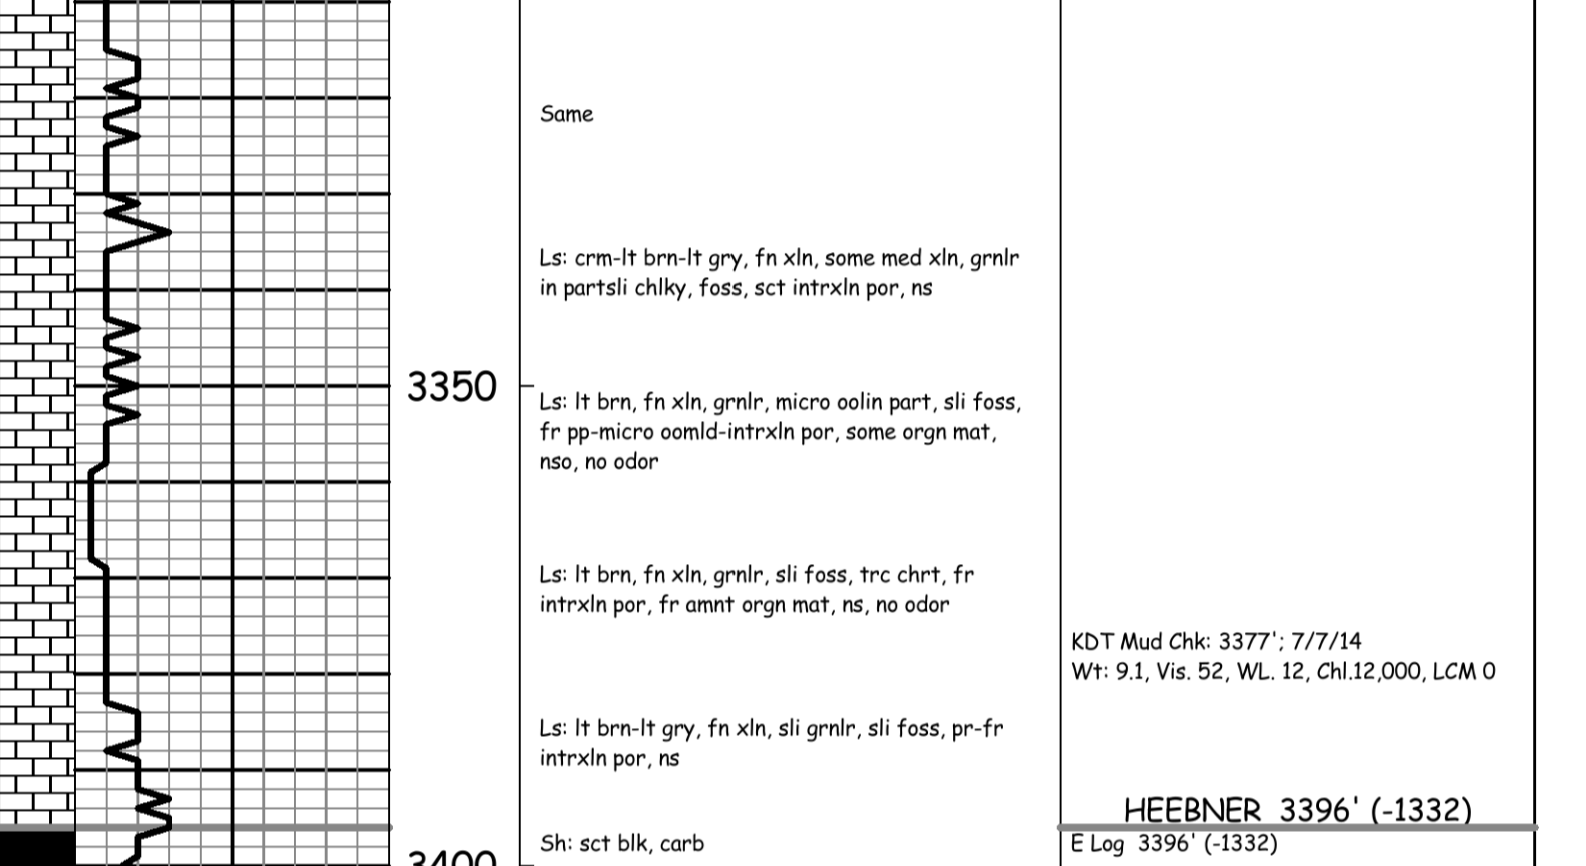 Same
Ls: crm-lt brn-lt gry, fn xln, some med xln, grnlr
in partsli chlky, foss, sct intrxln por, ns
3350
Ls: lt brn, fn xln, grnlr, micro oolin part, sli foss,
fr pp-micro oomld-intrxln por, some orgn mat,
nso, no odor
Ls: lt brn, fn xln, grnlr, sli foss, trc chrt, fr
intrxln por, fr amnt orgn mat, ns, no odor
KDT Mud Chk: 3377'; 7/7/14
Wt: 9.1, Vis. 52, WL. 12, Chl.12,000, LCM 0
Ls: lt brn-lt gry, fn xln, sli grnlr, sli foss, pr-fr
intrxln por, ns
HEEBNER 3396' (-1332)
Sh: sct blk, carb
E Log 3396' (-1332)
3400